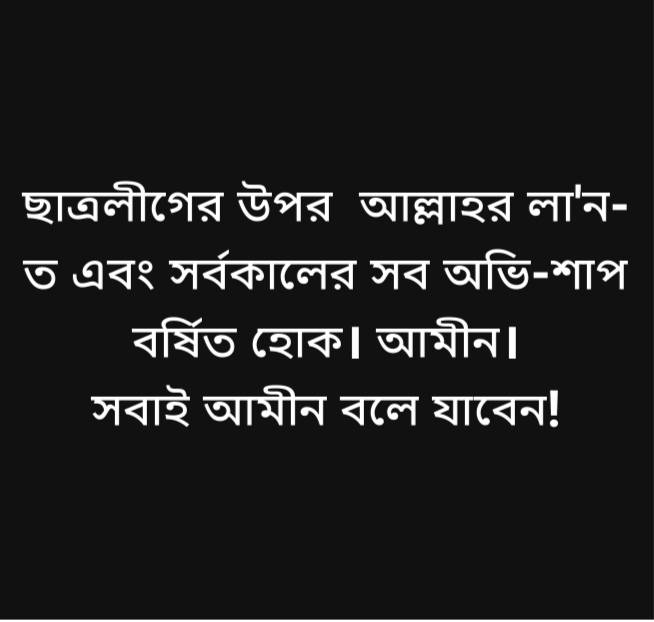 ছাত্রলীগের উপর  আল্লাহর লা'ন-
ত এবং সর্বকালের সব অভি-শাপ
বর্ষিত হোক। আমীন।
সবাই আমীন বলে যাবেন!